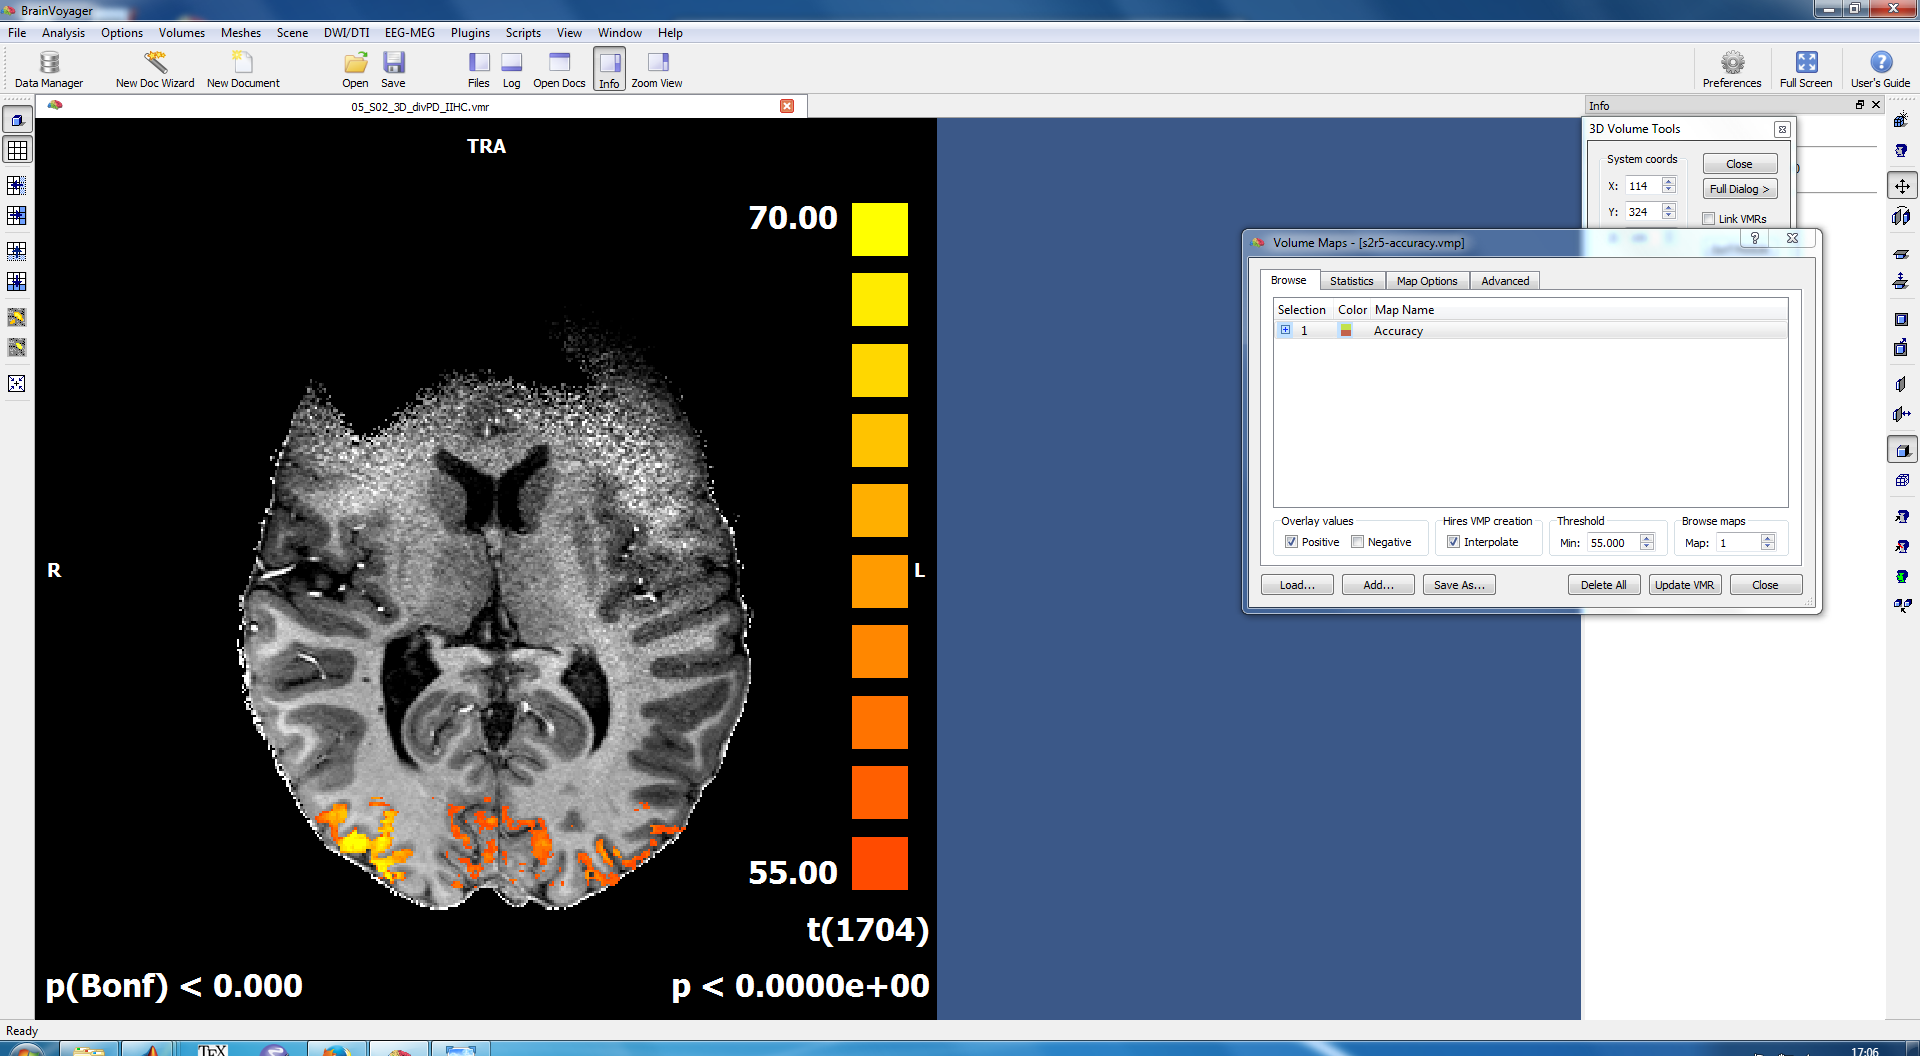 BrainVoyager
File Analysis Options Volumes Meshes Scene DWI/DTI EEG-MEG Plugins Scripts View Window Help
Data Manager New Doc Wizard New Document Open Save Files Log Open Docs Info Zoom View Preferences Full Screen User's Guide
05_S02_3D_divPD_IIHC.vmr
Info
TRA
70.00
R
L
55.00
t(1704)
p(Bonf) < 0.000
p < 0.0000e+00
3D Volume Tools
System coords
Close
X: 114
Full Dialog >
Y: 324
Link VMRs
Volume Maps - [s2r5-accuracy.vmp]
Browse Statistics Map Options Advanced
Selection Color Map Name
1 Accuracy
Overlay values Hires VMP creation Threshold Browse maps
Positive Negative Interpolate Min: 55.000 Map: 1
Load... Add... Save As... Delete All Update VMR Close
Ready
TEX
17:06